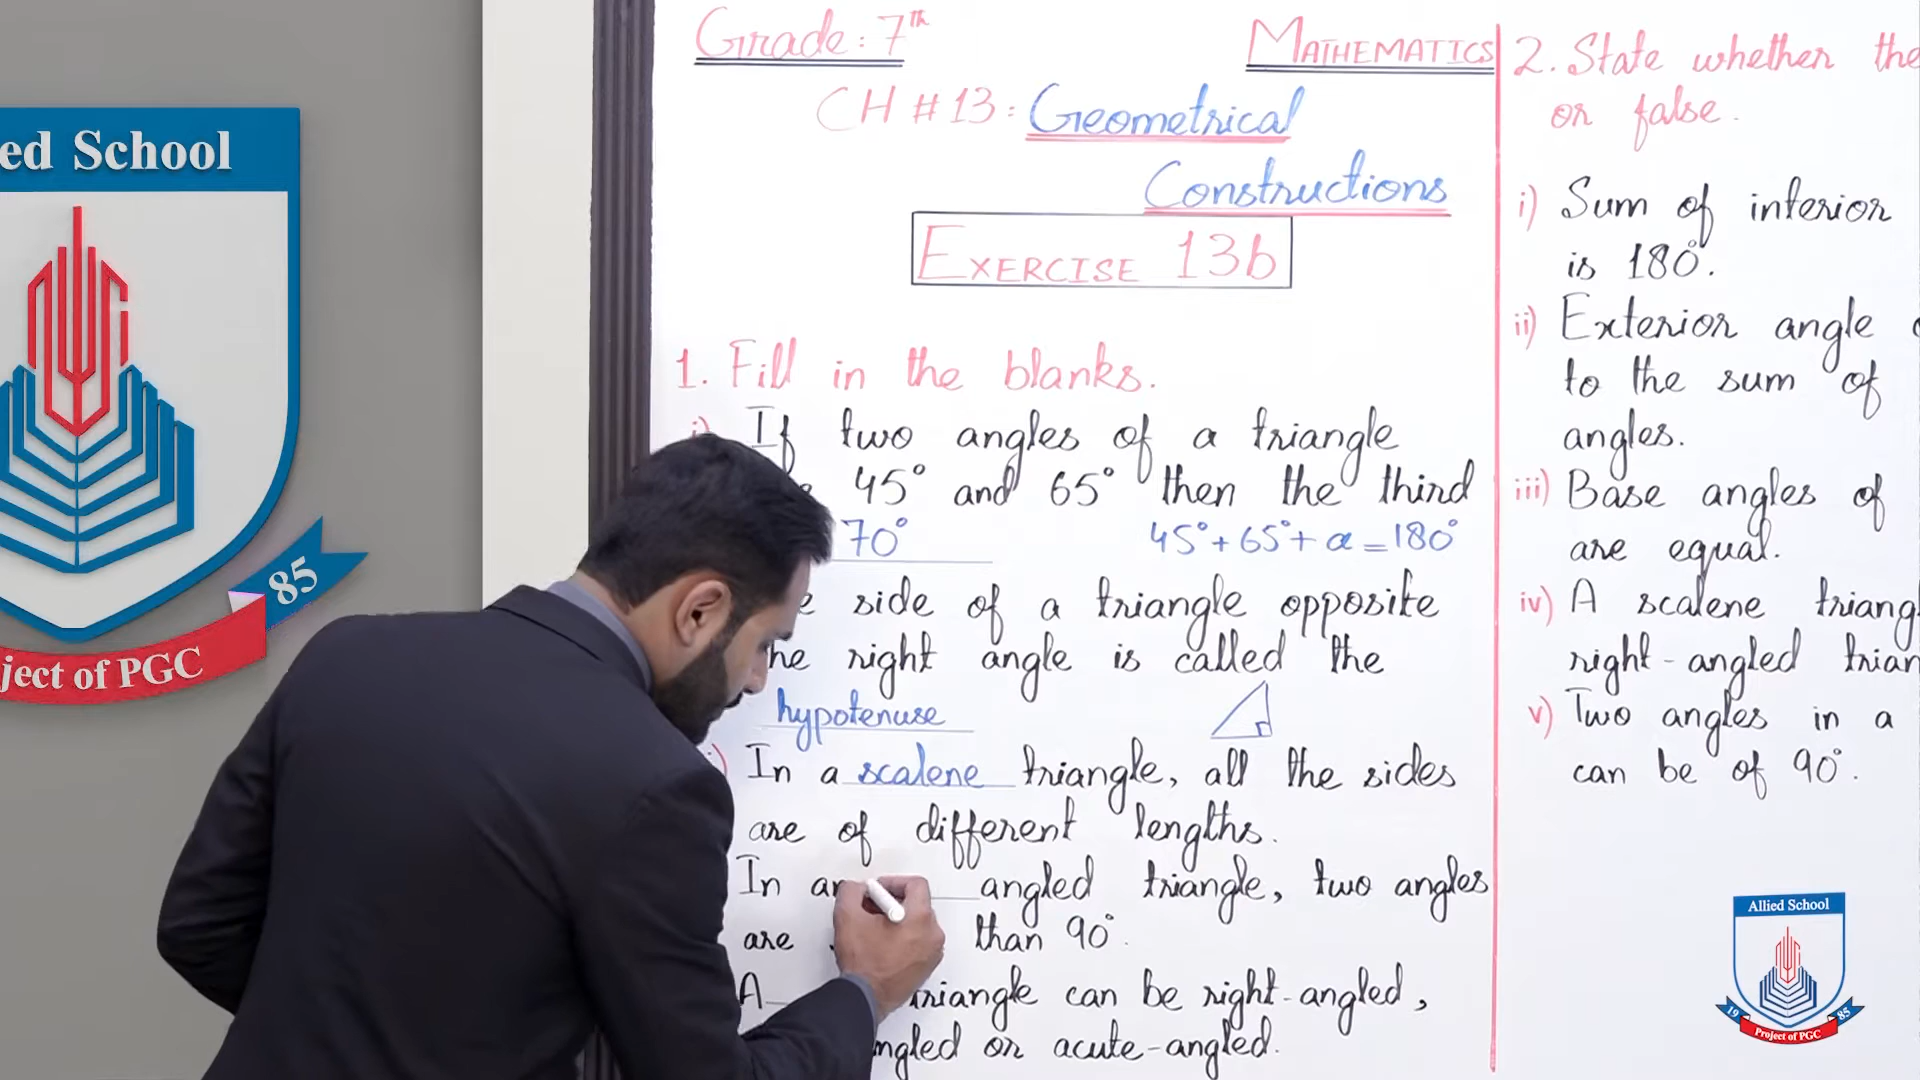 ed School
85
ject of PGC
Grade: 7th
MATHEMATICS
CH # 13: Geometrical
Constructions
EXERCISE 13b
1. Fill in the blanks.
i) If two angles of a triangle
45° and 65° then the third
70° 45° + 65° + a = 180°
side of a triangle opposite
right angle is called the
hypotenuse
In a scalene triangle, all the sides
are of different lengths.
In an angled triangle, two angles
are than 90°.
A triangle can be right-angled,
ngled or acute-angled.
2. State whether the
or false.
i) Sum of interior
is 180°.
ii) Exterior angle
to the sum of
angles.
iii) Base angles of
are equal.
iv) A scalene triang
right-angled trian
v) Two angles in a
can be of 90°.
Allied School
19 85
Project of PGC